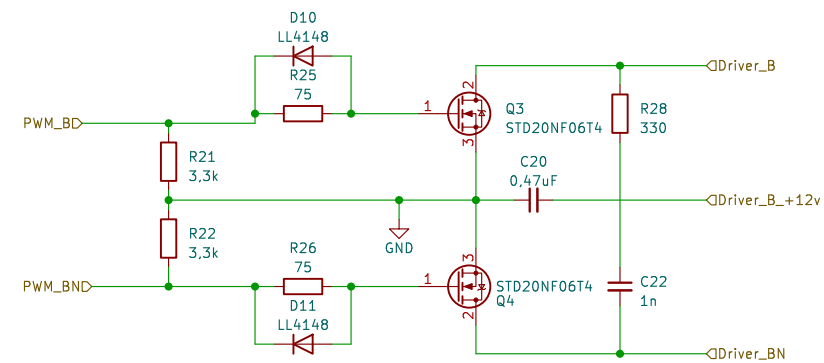 D10
LL4148
R25
75
Driver_B
2
1
Q3
STD20NF06T4
3
R28
330
PWM_B
R21
3,3k
C20
0,47uF
Driver_B_+12v
R22
3,3k
GND
R26
75
3
1
STD20NF06T4
Q4
2
C22
1n
PWM_BN
D11
LL4148
Driver_BN